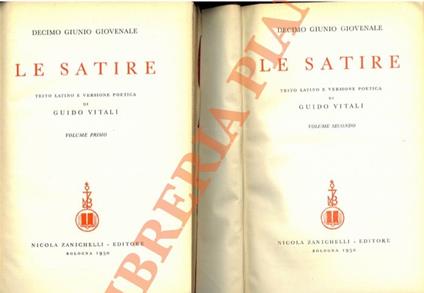 DECIMO GIUNIO GIOVENALE
LE SATIRE
TESTO LATINO E VERSIONE POETICA
DI
GUIDO VITALI
VOLUME PRIMO
NICOLA ZANICHELLI - EDITORE
BOLOGNA 1950
DECIMO GIUNIO GIOVENALE
LE SATIRE
TESTO LATINO E VERSIONE POETICA
DI
GUIDO VITALI
VOLUME SECONDO
NICOLA ZANICHELLI - EDITORE
BOLOGNA 1950
LIBRERIA PIANI